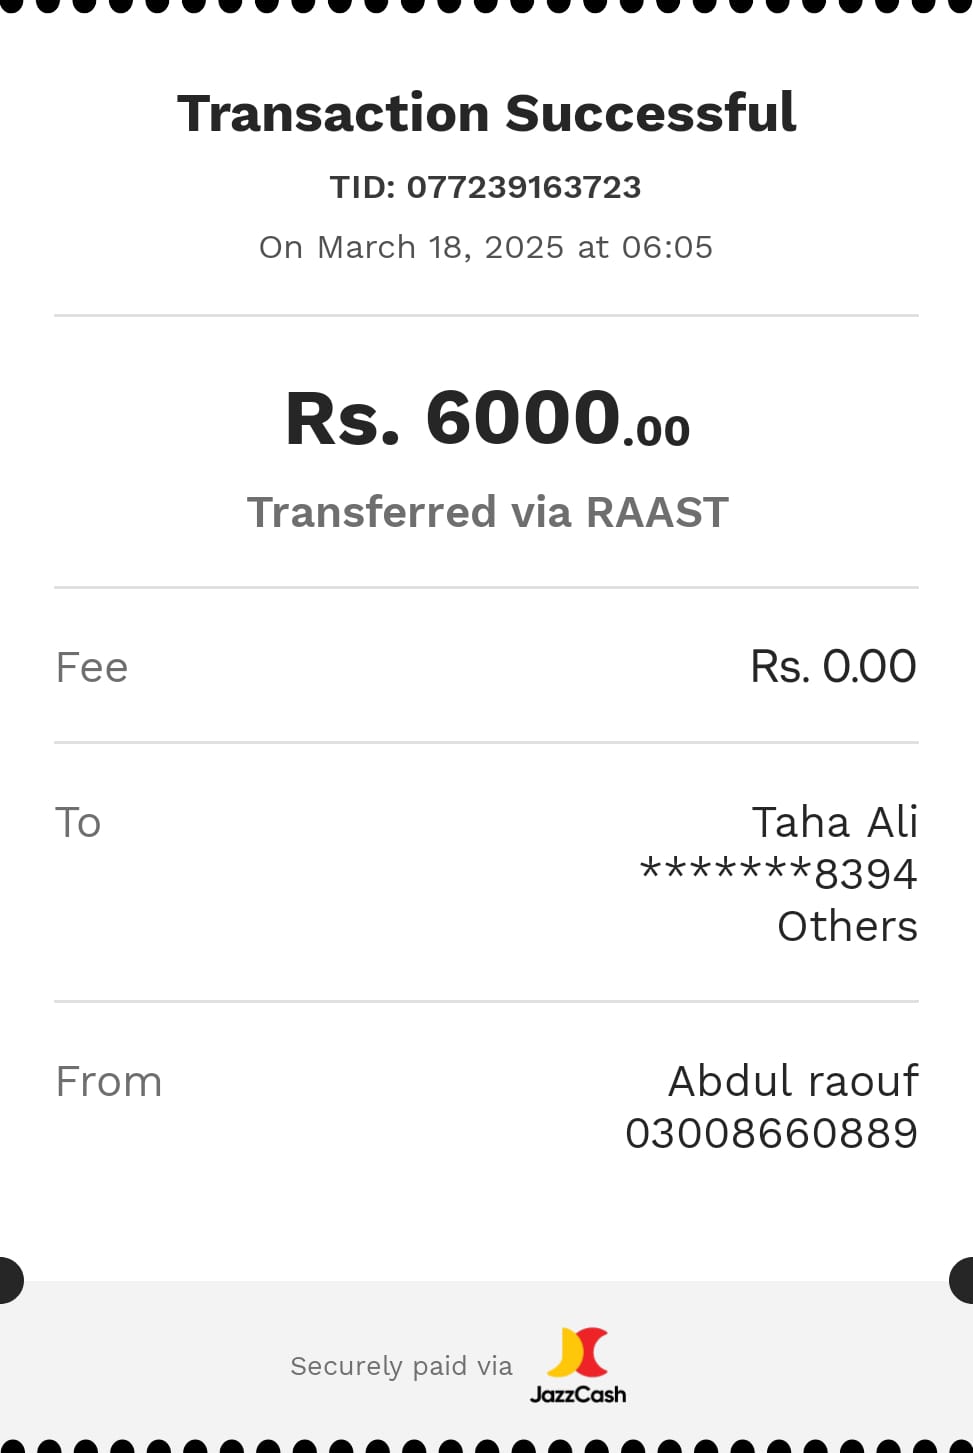 Transaction Successful
TID: 077239163723
On March 18, 2025 at 06:05
Rs. 6000.00
Transferred via RAAST
Fee Rs. 0.00
To Taha Ali
*******8394
Others
From Abdul raouf
03008660889
Securely paid via JazzCash